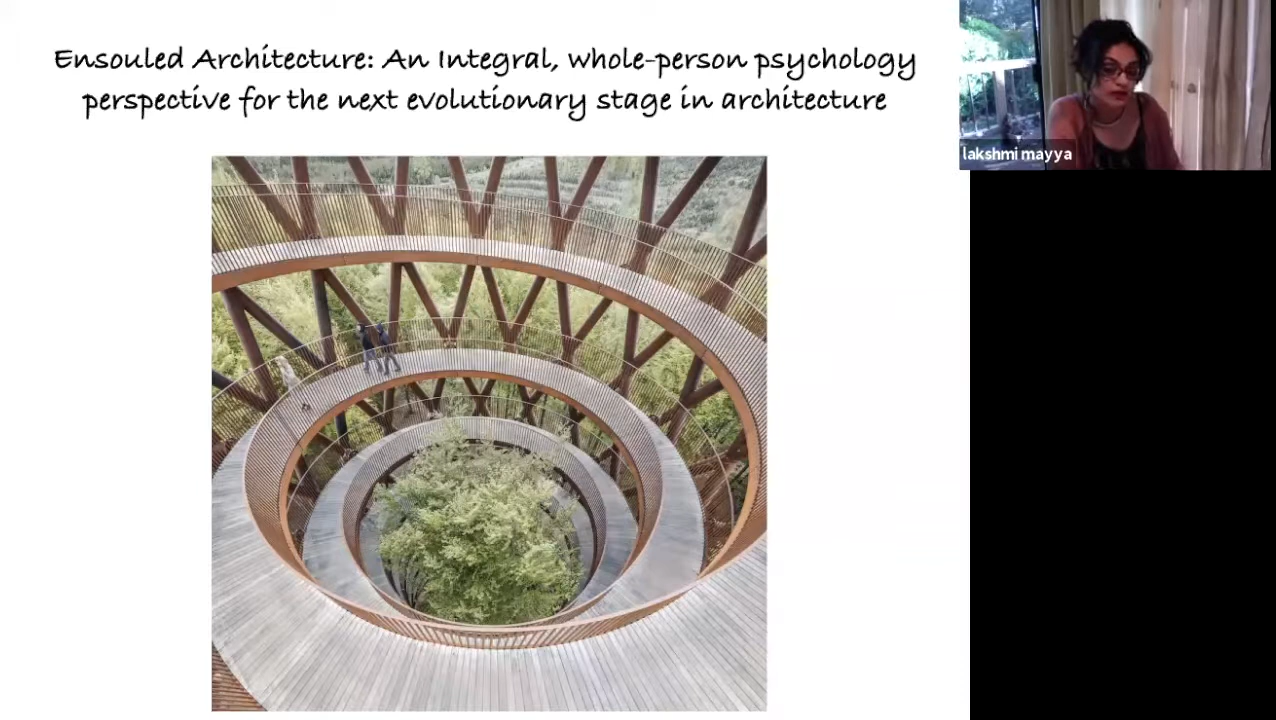 Ensouled Architecture: An Integral, whole-person psychology
perspective for the next evolutionary stage in architecture
lakshmi mayya